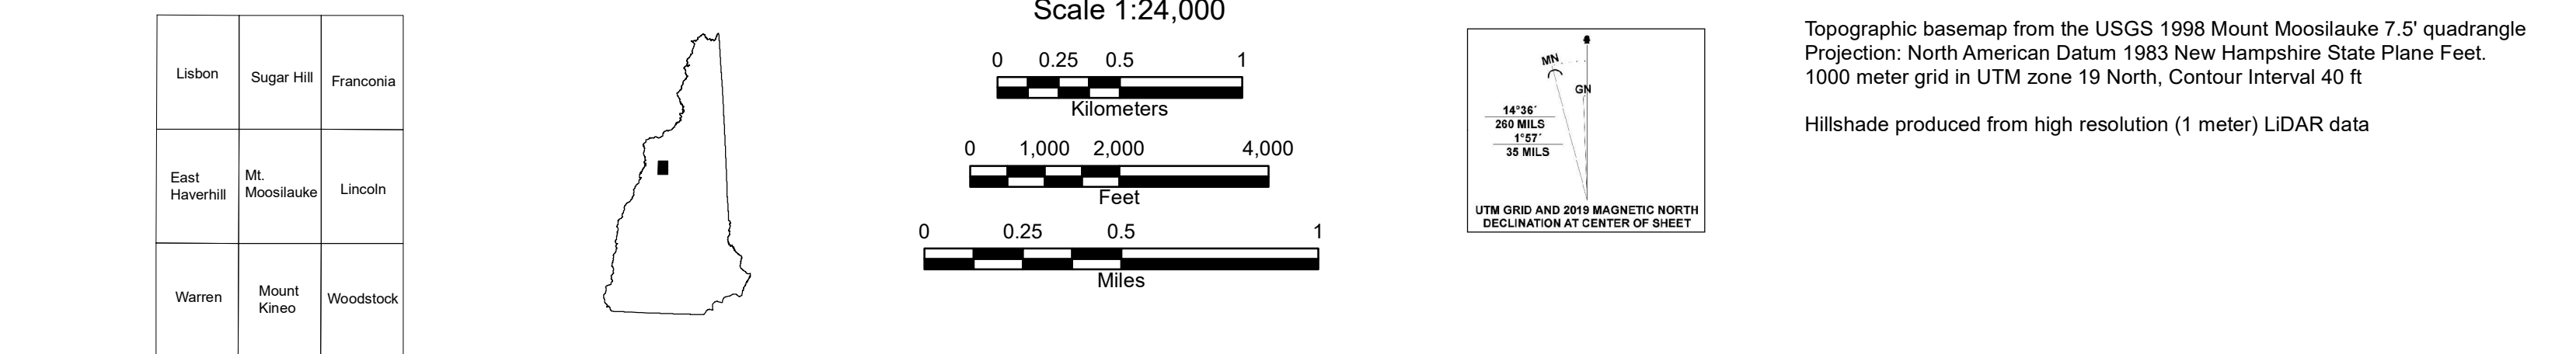 Lisbon
Sugar Hill
Franconia
East
Haverhill
Mt.
Moosilauke
Lincoln
Warren
Mount
Kineo
Woodstock
Scale 1:24,000
0 0.25 0.5 1
Kilometers
0 1,000 2,000 4,000
Feet
0 0.25 0.5 1
Miles
MN
GN
14°36´
260 MILS
1°57´
35 MILS
UTM GRID AND 2019 MAGNETIC NORTH
DECLINATION AT CENTER OF SHEET
Topographic basemap from the USGS 1998 Mount Moosilauke 7.5' quadrangle
Projection: North American Datum 1983 New Hampshire State Plane Feet.
1000 meter grid in UTM zone 19 North, Contour Interval 40 ft
Hillshade produced from high resolution (1 meter) LiDAR data